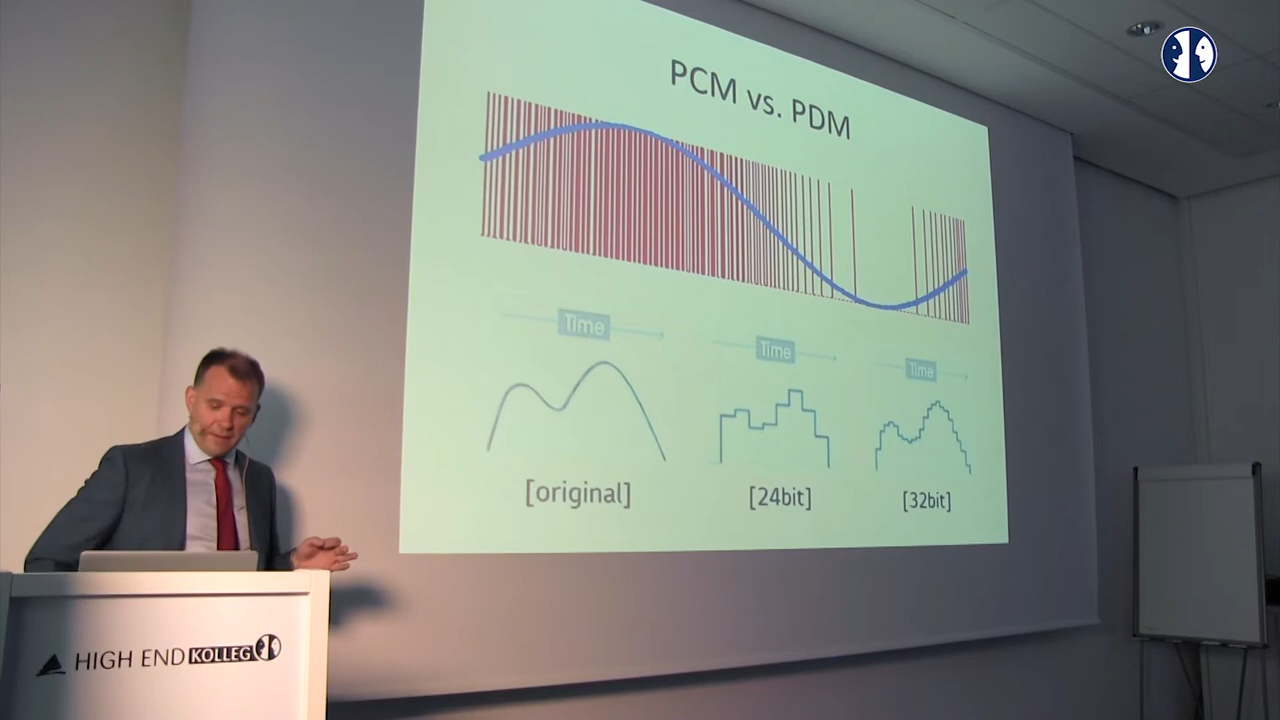 PCM vs. PDM
Time
Time
Time
[original]
[24bit]
[32bit]
HIGH END KOLLEG